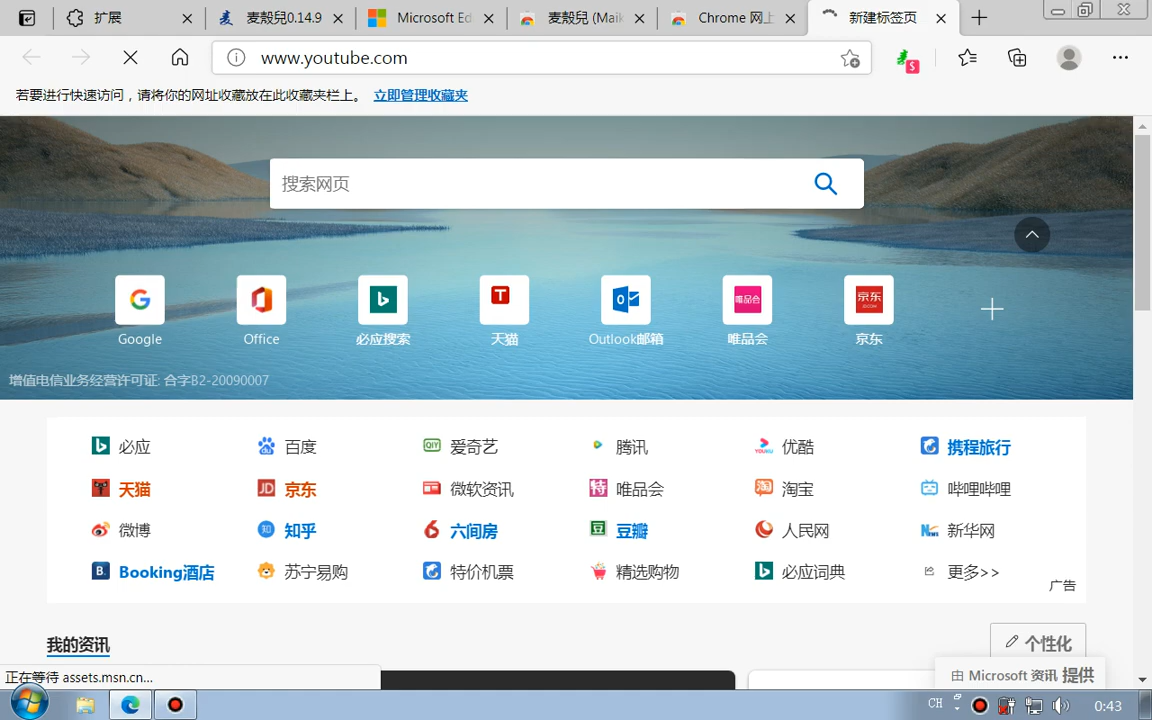 扩展
麦殼兒0.14.9
Microsoft Ed
麦殼兒 (Maik
Chrome 网上
新建标签页
www.youtube.com
若要进行快速访问，请将你的网址收藏放在此收藏夹栏上。 立即管理收藏夹
搜索网页
Google
Office
必应搜索
天猫
Outlook邮箱
唯品会
京东
增值电信业务经营许可证: 合字B2-20090007
必应 百度 爱奇艺 腾讯 优酷 携程旅行
天猫 京东 微软资讯 唯品会 淘宝 哔哩哔哩
微博 知乎 六间房 豆瓣 人民网 新华网
Booking酒店 苏宁易购 特价机票 精选购物 必应词典 更多>>
广告
我的资讯
个性化
由 Microsoft 资讯 提供
正在等待 assets.msn.cn...
CH
0:43